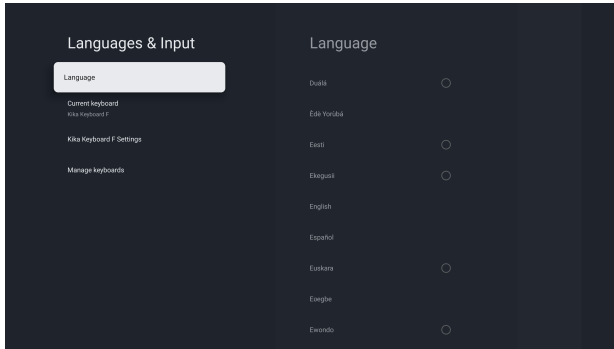 Languages & Input
Language
Current keyboard
Kika Keyboard F
Kika Keyboard F Settings
Manage keyboards
Language
Duálá
Èdè Yorùbá
Eesti
Ekegusii
English
Español
Euskara
Eʋegbe
Ewondo